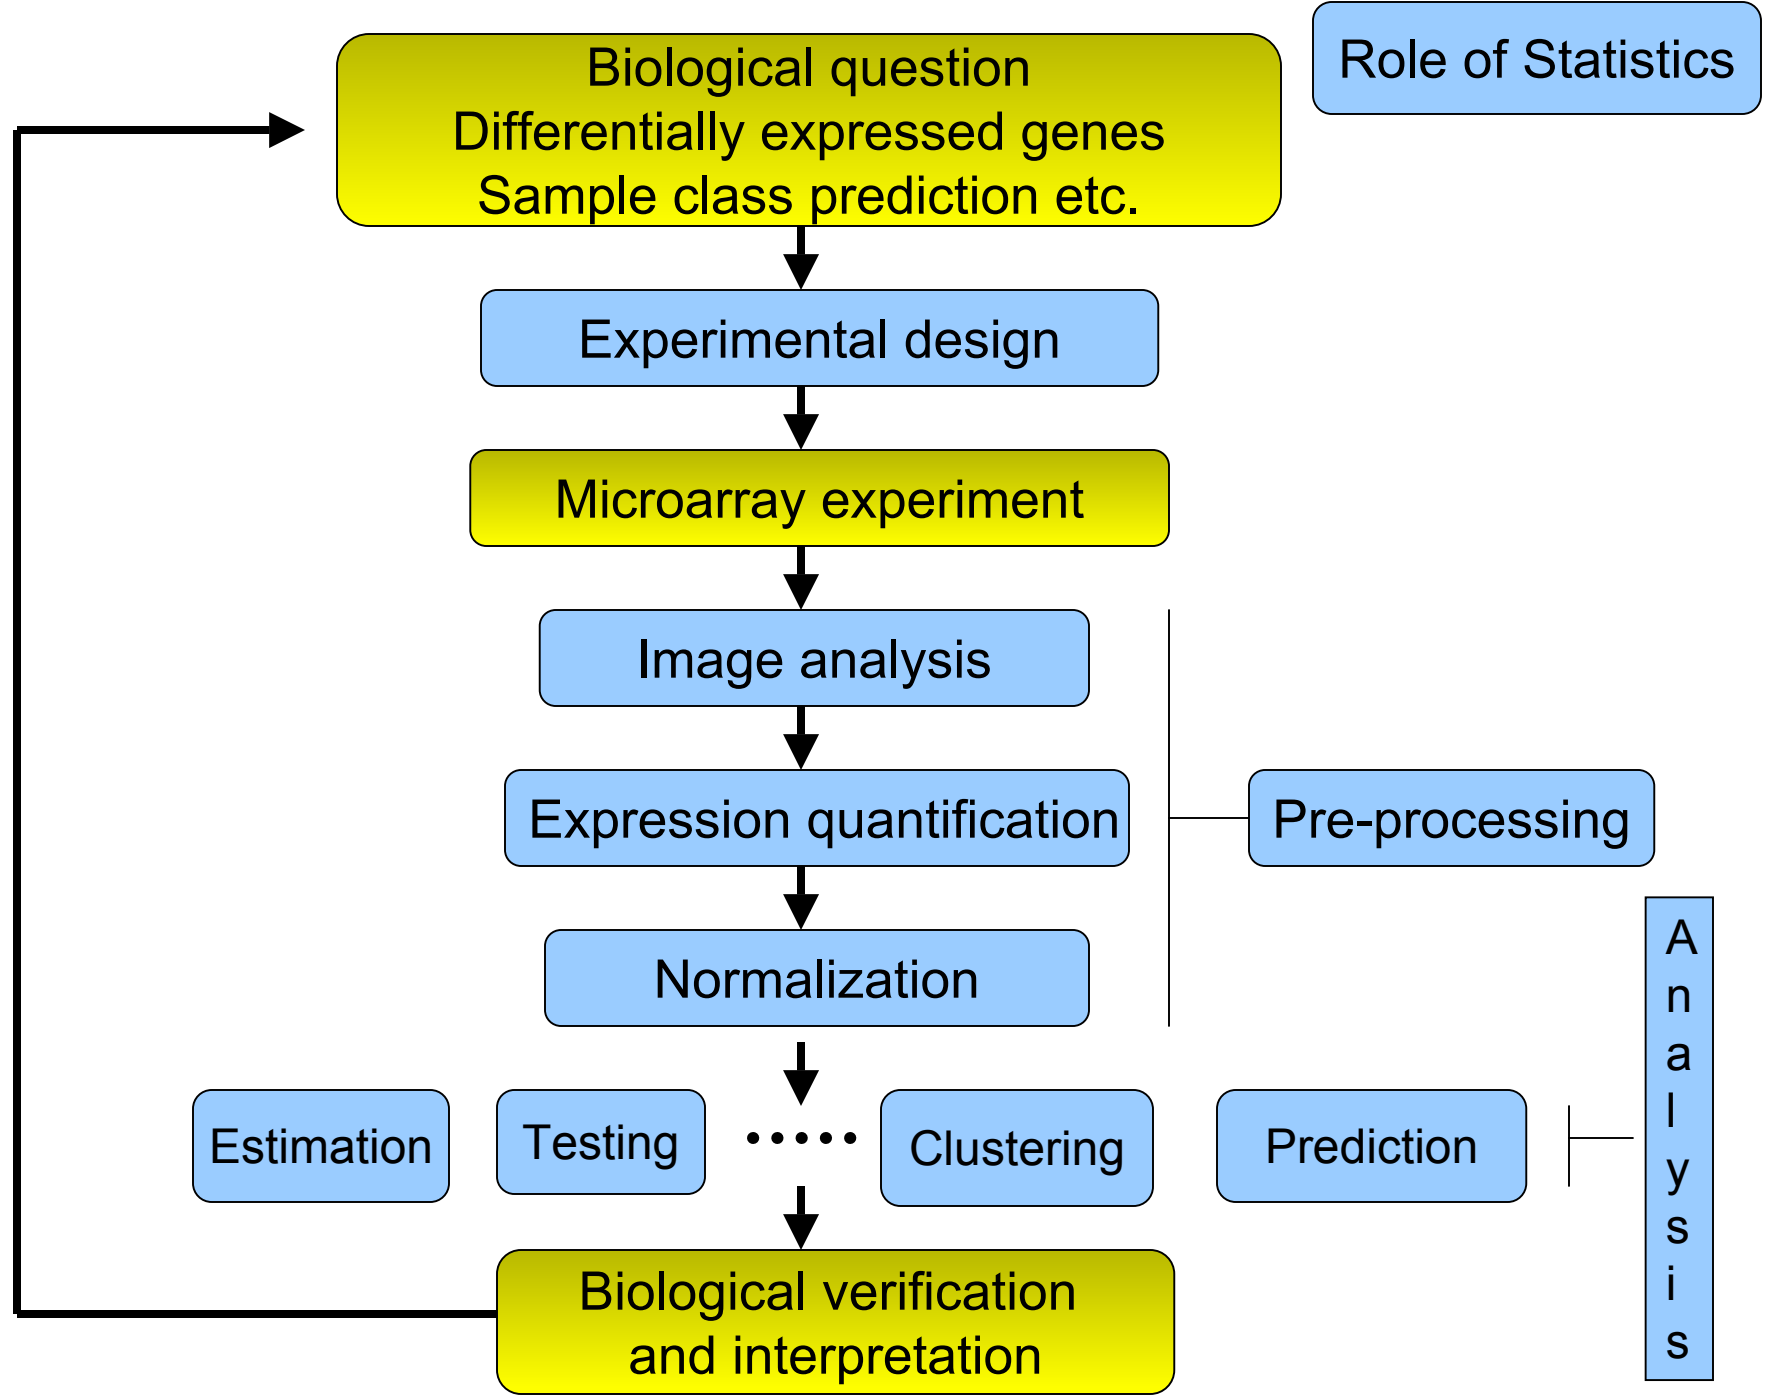 Role of Statistics
Biological question
Differentially expressed genes
Sample class prediction etc.
Experimental design
Microarray experiment
Image analysis
Expression quantification
Pre-processing
Normalization
Estimation
Testing
.....
Clustering
Prediction
A
n
a
l
y
s
i
s
Biological verification
and interpretation